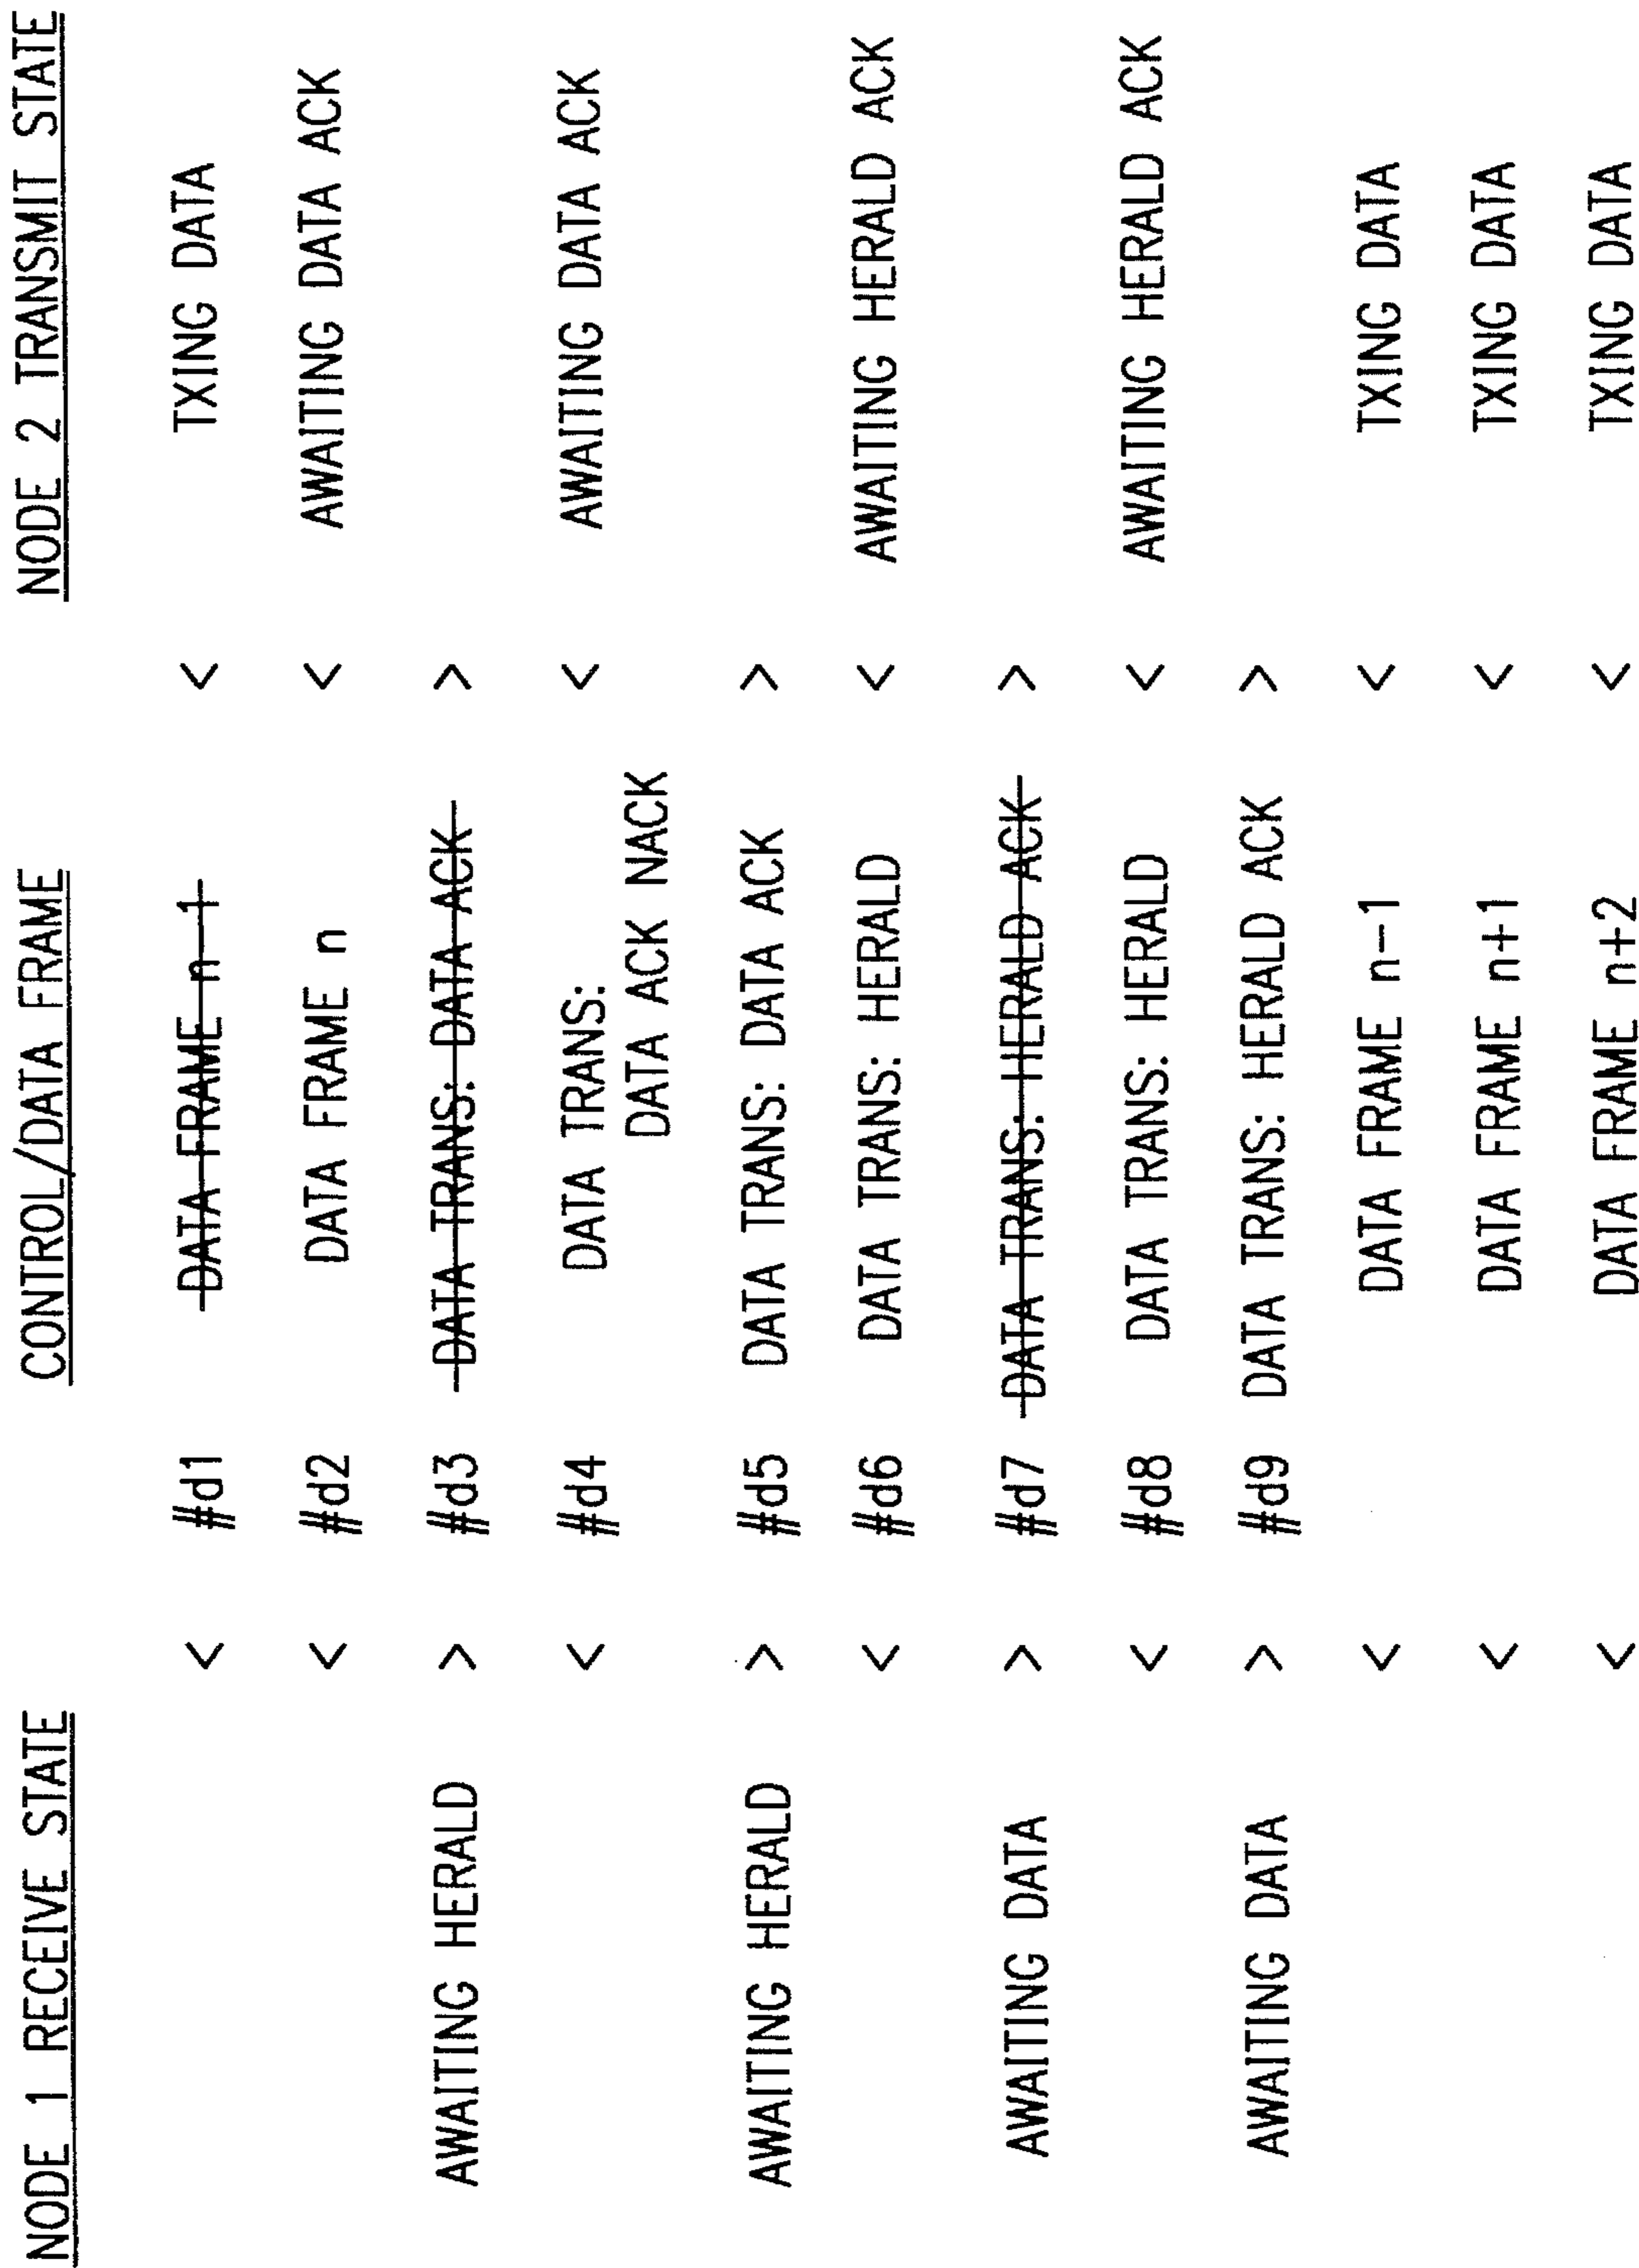 NODE 1 RECEIVE STATE CONTROL/DATA FRAME NODE 2 TRANSMIT STATE
< #d1 DATA FRAME n-1 < TXING DATA
< #d2 DATA FRAME n < AWAITING DATA ACK
AWAITING HERALD > #d3 DATA TRANS: DATA ACK >
< #d4 DATA TRANS: < AWAITING DATA ACK
DATA ACK NACK
AWAITING HERALD > #d5 DATA TRANS: DATA ACK >
< #d6 DATA TRANS: HERALD < AWAITING HERALD ACK
AWAITING DATA > #d7 DATA TRANS: HERALD ACK >
< #d8 DATA TRANS: HERALD < AWAITING HERALD ACK
AWAITING DATA > #d9 DATA TRANS: HERALD ACK >
< DATA FRAME n-1 < TXING DATA
< DATA FRAME n+1 < TXING DATA
< DATA FRAME n+2 < TXING DATA